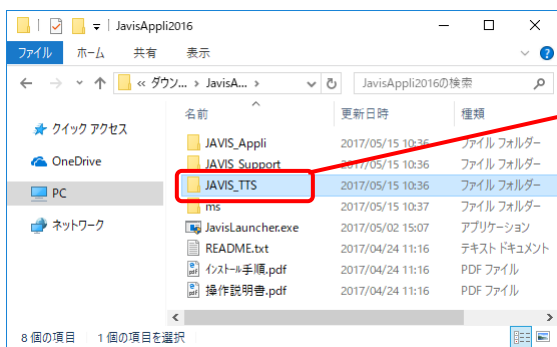 JavisAppli2016
ファイル ホーム 共有 表示
« ダウン... › JavisA... › JavisAppli2016の検索
名前 更新日時 種類
クイック アクセス
OneDrive
PC
ネットワーク
JAVIS_Appli 2017/05/15 10:36 ファイル フォルダー
JAVIS_Support 2017/05/15 10:36 ファイル フォルダー
JAVIS_TTS 2017/05/15 10:36 ファイル フォルダー
ms 2017/05/15 10:37 ファイル フォルダー
JavisLauncher.exe 2017/05/02 15:07 アプリケーション
README.txt 2017/04/24 11:16 テキスト ドキュメント
インストール手順.pdf 2017/04/24 11:16 PDF ファイル
操作説明書.pdf 2017/04/24 11:16 PDF ファイル
8 個の項目 1 個の項目を選択